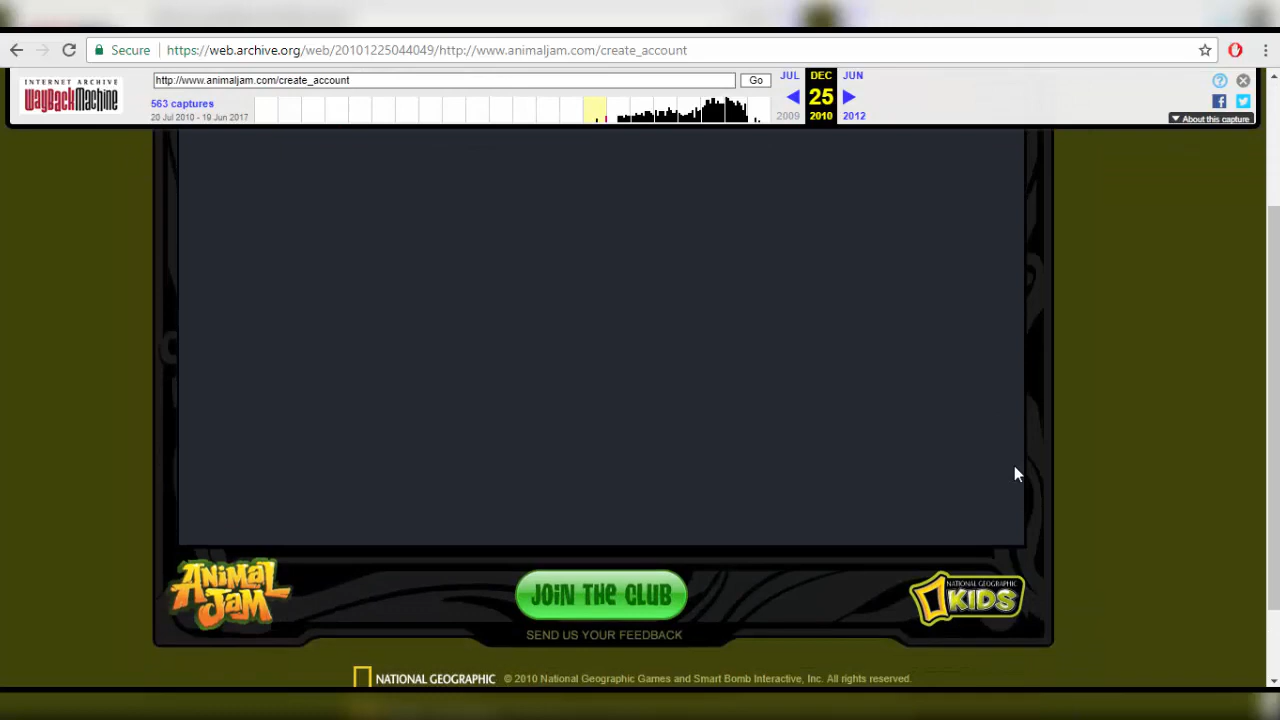 Secure https://web.archive.org/web/20101225044049/http://www.animaljam.com/create_account
INTERNET ARCHIVE
WayBackMachine
http://www.animaljam.com/create_account
Go
JUL DEC JUN
563 captures
25
20 Jul 2010 - 19 Jun 2017
2009 2010 2012
About this capture
ANIMAL JAM
JOIN THE CLUB
NATIONAL GEOGRAPHIC
KIDS
SEND US YOUR FEEDBACK
NATIONAL GEOGRAPHIC © 2010 National Geographic Games and Smart Bomb Interactive, Inc. All rights reserved.